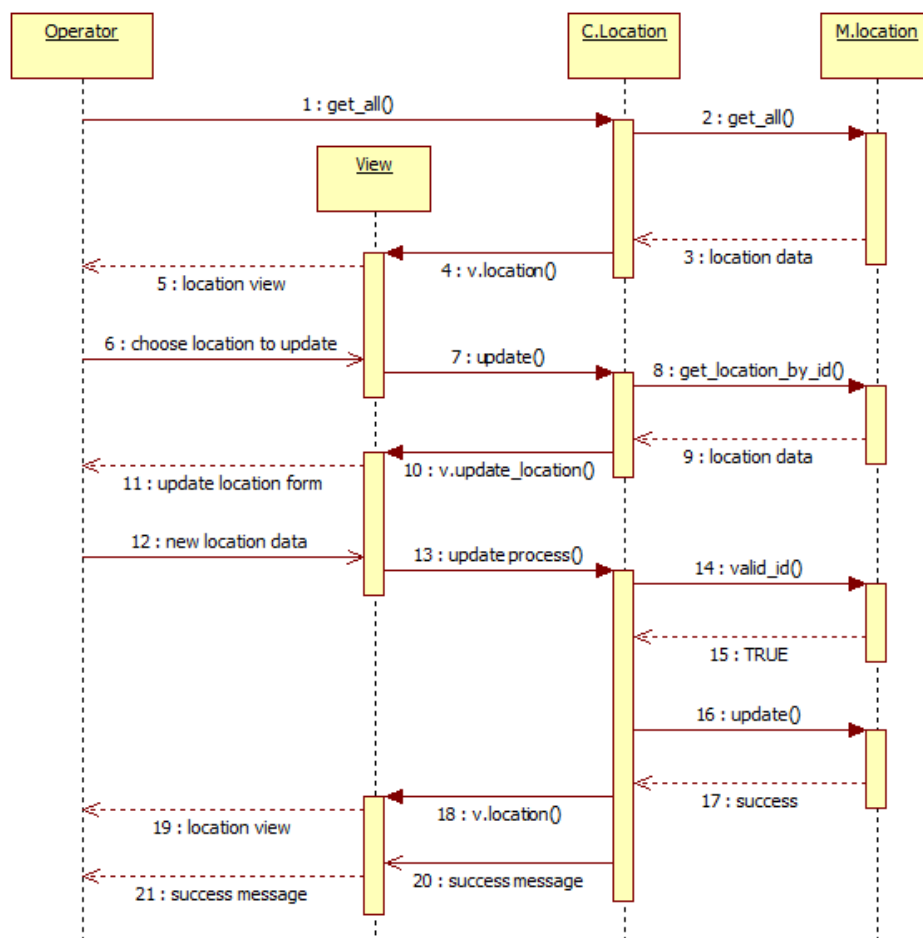 Operator
C.Location
M.location
1 : get_all()
2 : get_all()
View
3 : location data
4 : v.location()
5 : location view
6 : choose location to update
7 : update()
8 : get_location_by_id()
9 : location data
10 : v.update_location()
11 : update location form
12 : new location data
13 : update process()
14 : valid_id()
15 : TRUE
16 : update()
17 : success
18 : v.location()
19 : location view
20 : success message
21 : success message